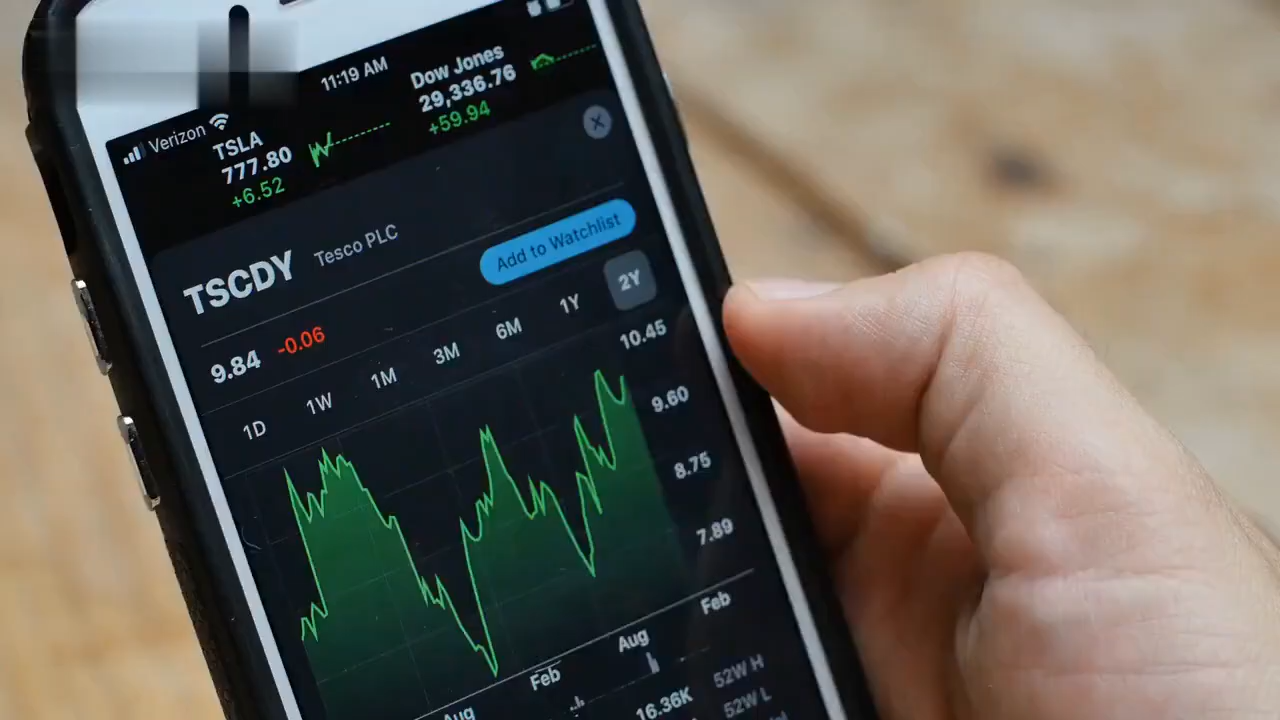 11:19 AM
Verizon
TSLA
777.80
+6.52
Dow Jones
29,336.76
+59.94
TSCDY Tesco PLC
Add to Watchlist
9.84 -0.06
1D 1W 1M 3M 6M 1Y 2Y
10.45
9.60
8.75
7.89
Aug Feb Aug Feb
16.36K
52W H
52W L